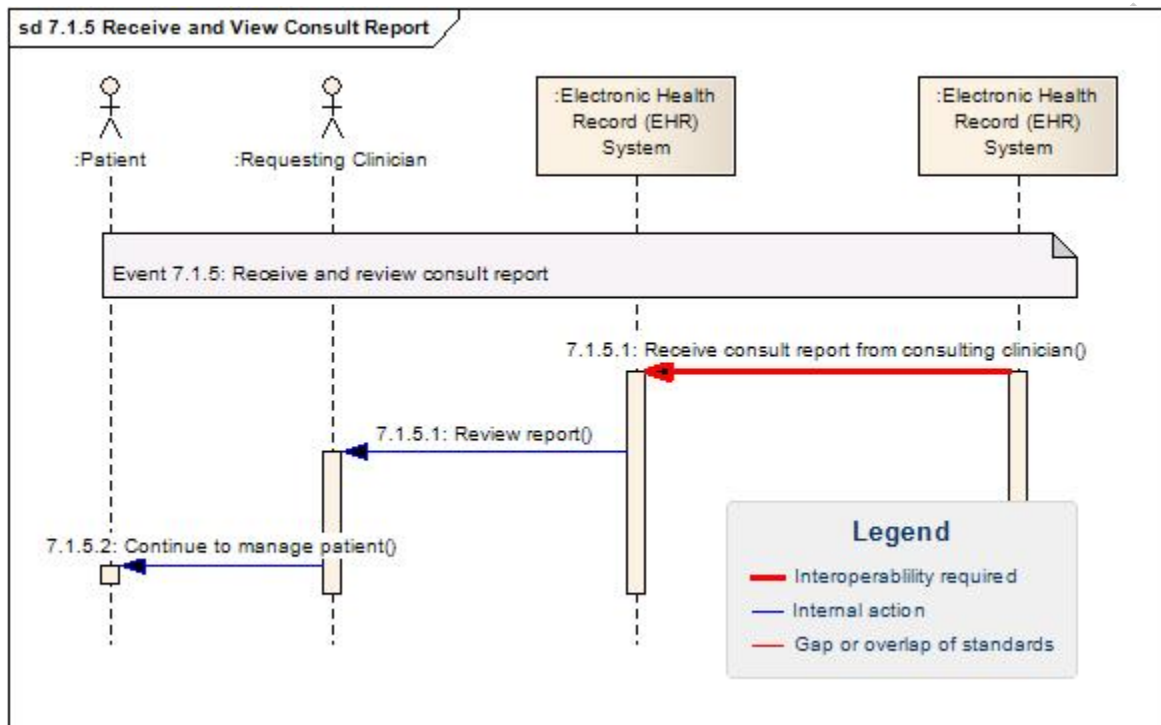 sd 7.1.5 Receive and View Consult Report
:Patient
:Requesting Clinician
:Electronic Health
Record (EHR)
System
:Electronic Health
Record (EHR)
System
Event 7.1.5: Receive and review consult report
7.1.5.1: Receive consult report from consulting clinician()
7.1.5.1: Review report()
7.1.5.2: Continue to manage patient()
Legend
Interoperablility required
Internal action
Gap or overlap of standards